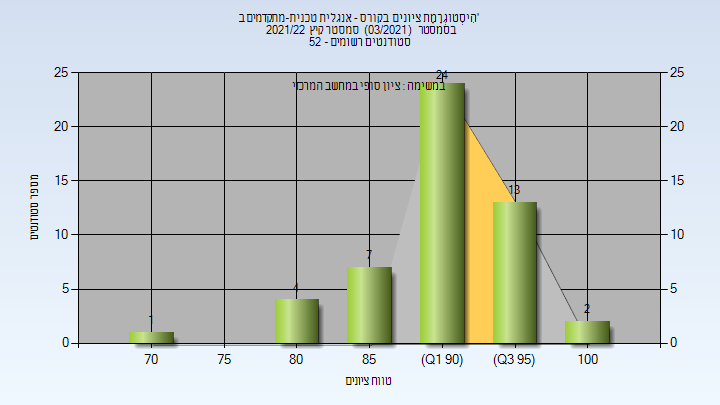 היסטוגרמת ציונים בקורס - אנגלית טכנית-מתקדמים ב'
בסמסטר (03/2021) סמסטר קיץ 2021/22
סטודנטים רשומים - 52
במשימה : ציון סופי במחשב המרכזי
25
20
15
10
5
0
25
20
15
10
5
0
1
4
7
24
13
2
70
75
80
85
(Q1 90)
(Q3 95)
100
מספר סטודנטים
טווח ציונים